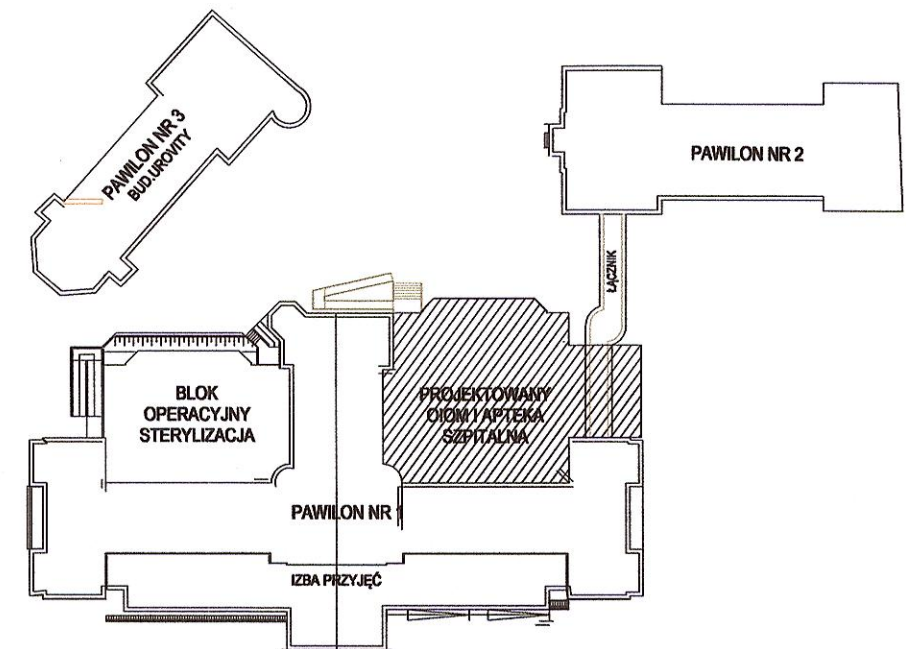 PAWILON NR 3
BUD.UROVITY
PAWILON NR 2
ŁĄCZNIK
BLOK
OPERACYJNY
STERYLIZACJA
PROJEKTOWANY
OIOM I APTEKA
SZPITALNA
PAWILON NR 1
IZBA PRZYJĘĆ